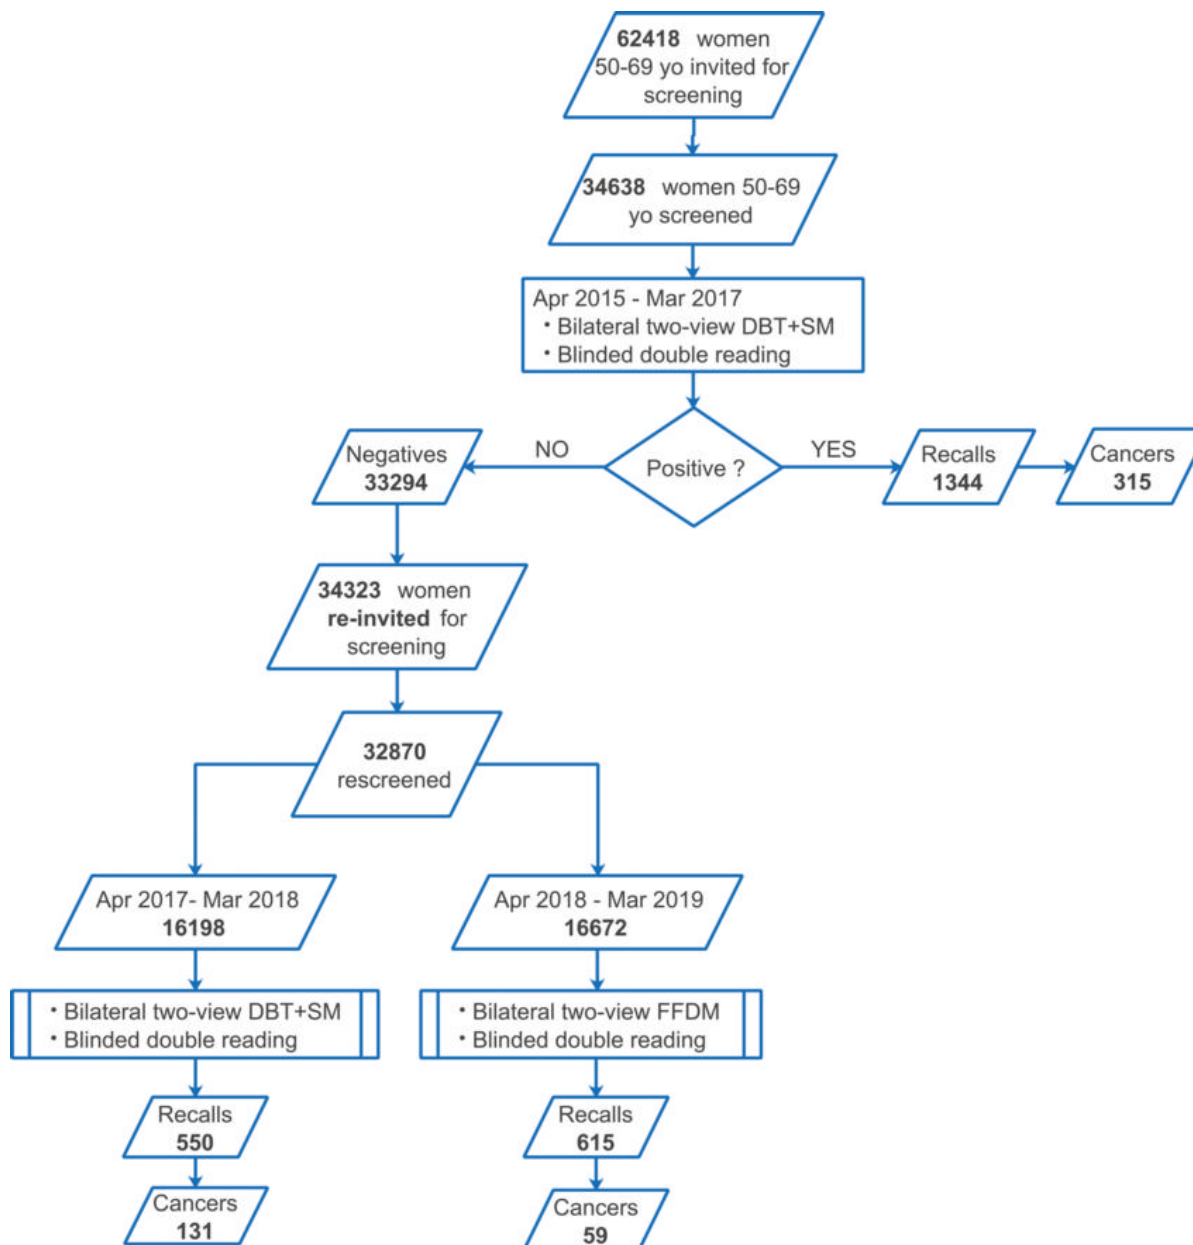 62418 women
50-69 yo invited for
screening
34638 women 50-69
yo screened
Apr 2015 - Mar 2017
• Bilateral two-view DBT+SM
• Blinded double reading
Positive ?
NO
YES
Negatives
33294
Recalls
1344
Cancers
315
34323 women
re-invited for
screening
32870
rescreened
Apr 2017- Mar 2018
16198
Apr 2018 - Mar 2019
16672
• Bilateral two-view DBT+SM
• Blinded double reading
• Bilateral two-view FFDM
• Blinded double reading
Recalls
550
Recalls
615
Cancers
131
Cancers
59